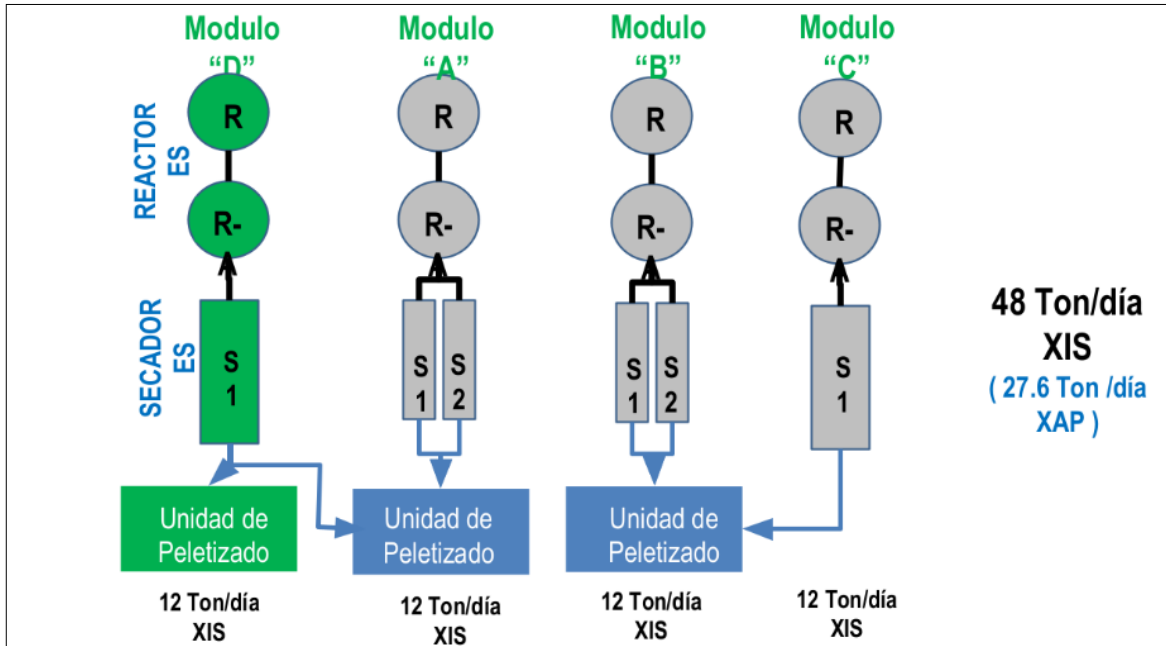 Modulo
“D”
Modulo
“A”
Modulo
“B”
Modulo
“C”
REACTOR
ES
R
R
R
R
R-
R-
R-
R-
SECADOR
ES
S
1
S
1
S
2
S
1
S
2
S
1
48 Ton/día
XIS
( 27.6 Ton /día
XAP )
Unidad de
Peletizado
Unidad de
Peletizado
Unidad de
Peletizado
12 Ton/día
XIS
12 Ton/día
XIS
12 Ton/día
XIS
12 Ton/día
XIS